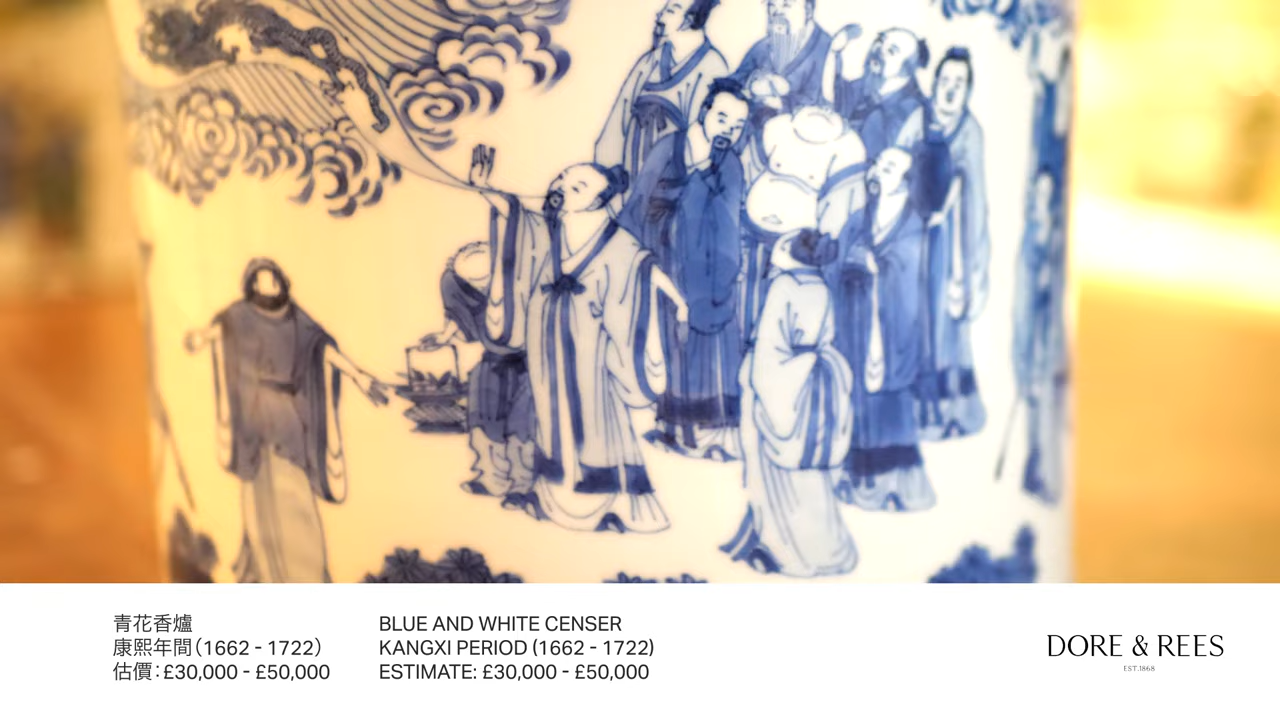 青花香爐
康熙年間（1662 - 1722）
估價：£30,000 - £50,000
BLUE AND WHITE CENSER
KANGXI PERIOD (1662 - 1722)
ESTIMATE: £30,000 - £50,000
DORE & REES
EST.1868